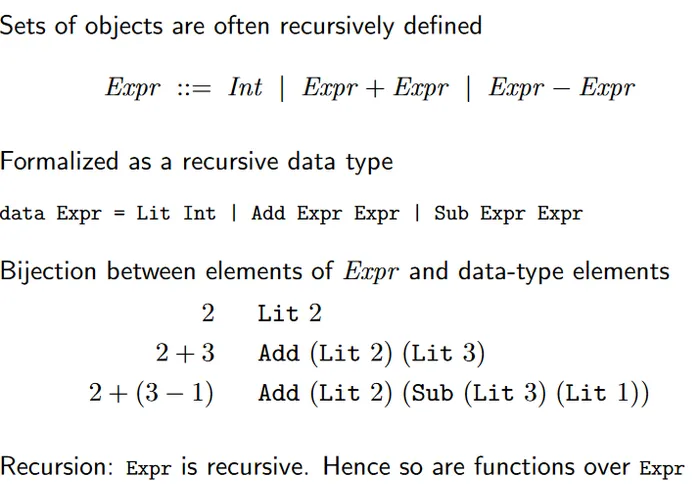 Sets of objects are often recursively defined
Expr ::= Int | Expr + Expr | Expr − Expr
Formalized as a recursive data type
data Expr = Lit Int | Add Expr Expr | Sub Expr Expr
Bijection between elements of Expr and data-type elements
2 Lit 2
2 + 3 Add (Lit 2) (Lit 3)
2 + (3 − 1) Add (Lit 2) (Sub (Lit 3) (Lit 1))
Recursion: Expr is recursive. Hence so are functions over Expr